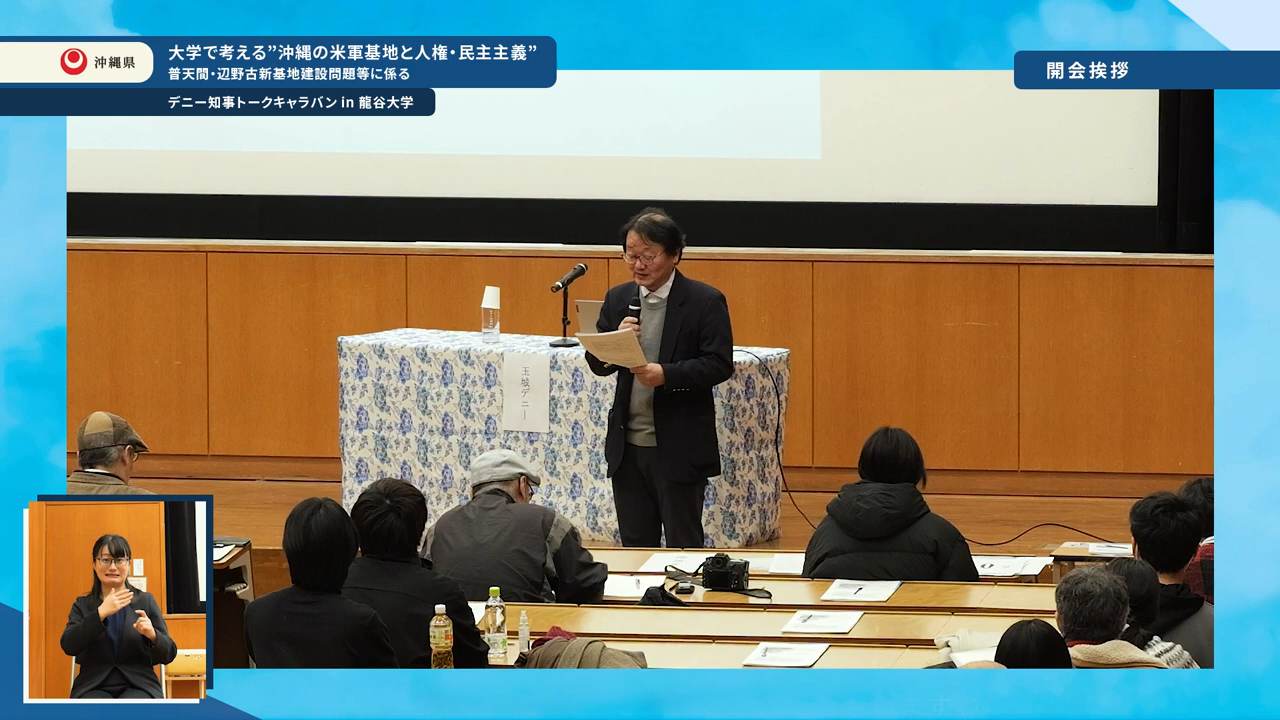 沖縄県
大学で考える”沖縄の米軍基地と人権・民主主義”
普天間・辺野古新基地建設問題等に係る
デニー知事トークキャラバン in 龍谷大学
開会挨拶
玉城デニー